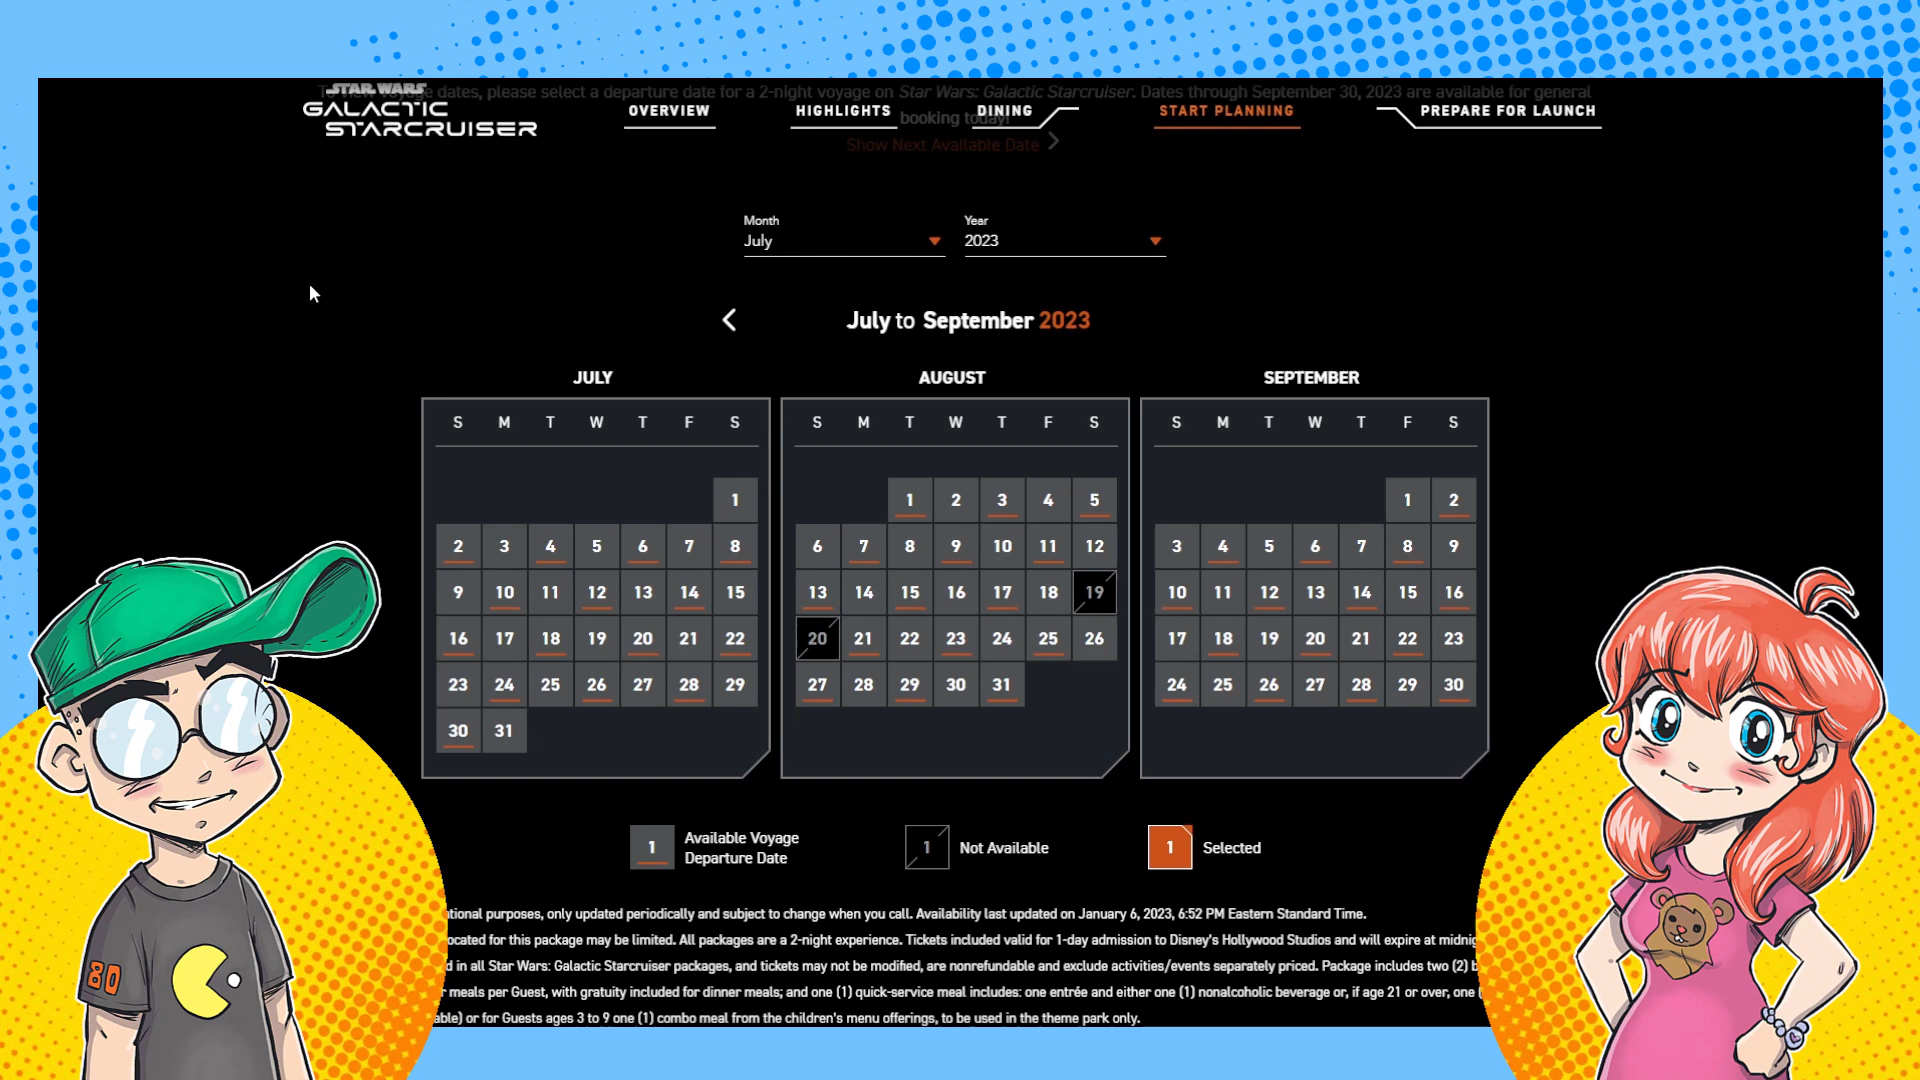 STAR WARS
GALACTIC
STARCRUISER
dates, please select a departure date for a 2-night voyage on Star Wars: Galactic Starcruiser. Dates through September 30, 2023 are available for general
booking today!
Show Next Available Date
OVERVIEW
HIGHLIGHTS
DINING
START PLANNING
PREPARE FOR LAUNCH
Month
July
Year
2023
July to September 2023
JULY
S M T W T F S
1
2 3 4 5 6 7 8
9 10 11 12 13 14 15
16 17 18 19 20 21 22
23 24 25 26 27 28 29
30 31
AUGUST
S M T W T F S
1 2 3 4 5
6 7 8 9 10 11 12
13 14 15 16 17 18 19
20 21 22 23 24 25 26
27 28 29 30 31
SEPTEMBER
S M T W T F S
1 2
3 4 5 6 7 8 9
10 11 12 13 14 15 16
17 18 19 20 21 22 23
24 25 26 27 28 29 30
1 Available Voyage
Departure Date
1 Not Available
1 Selected
tional purposes, only updated periodically and subject to change when you call. Availability last updated on January 6, 2023, 6:52 PM Eastern Standard Time.
ocated for this package may be limited. All packages are a 2-night experience. Tickets included valid for 1-day admission to Disney's Hollywood Studios and will expire at midnig
d in all Star Wars: Galactic Starcruiser packages, and tickets may not be modified, are nonrefundable and exclude activities/events separately priced. Package includes two (2) b
meals per Guest, with gratuity included for dinner meals; and one (1) quick-service meal includes: one entrée and either one (1) nonalcoholic beverage or, if age 21 or over, one
able) or for Guests ages 3 to 9 one (1) combo meal from the children's menu offerings, to be used in the theme park only.
80